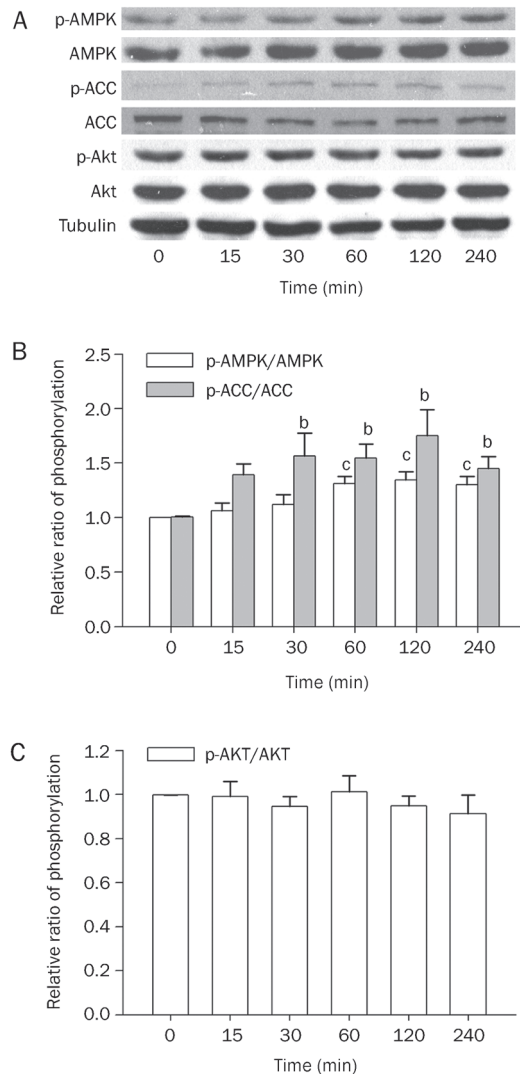 A
p-AMPK
AMPK
p-ACC
ACC
p-Akt
Akt
Tubulin
0 15 30 60 120 240
Time (min)
B
2.5
2.0
1.5
1.0
0.5
0.0
Relative ratio of phosphorylation
p-AMPK/AMPK
p-ACC/ACC
b
c b
c b
c b
0 15 30 60 120 240
Time (min)
C
1.2
1.0
0.8
0.6
0.4
0.2
0.0
Relative ratio of phosphorylation
p-AKT/AKT
0 15 30 60 120 240
Time (min)